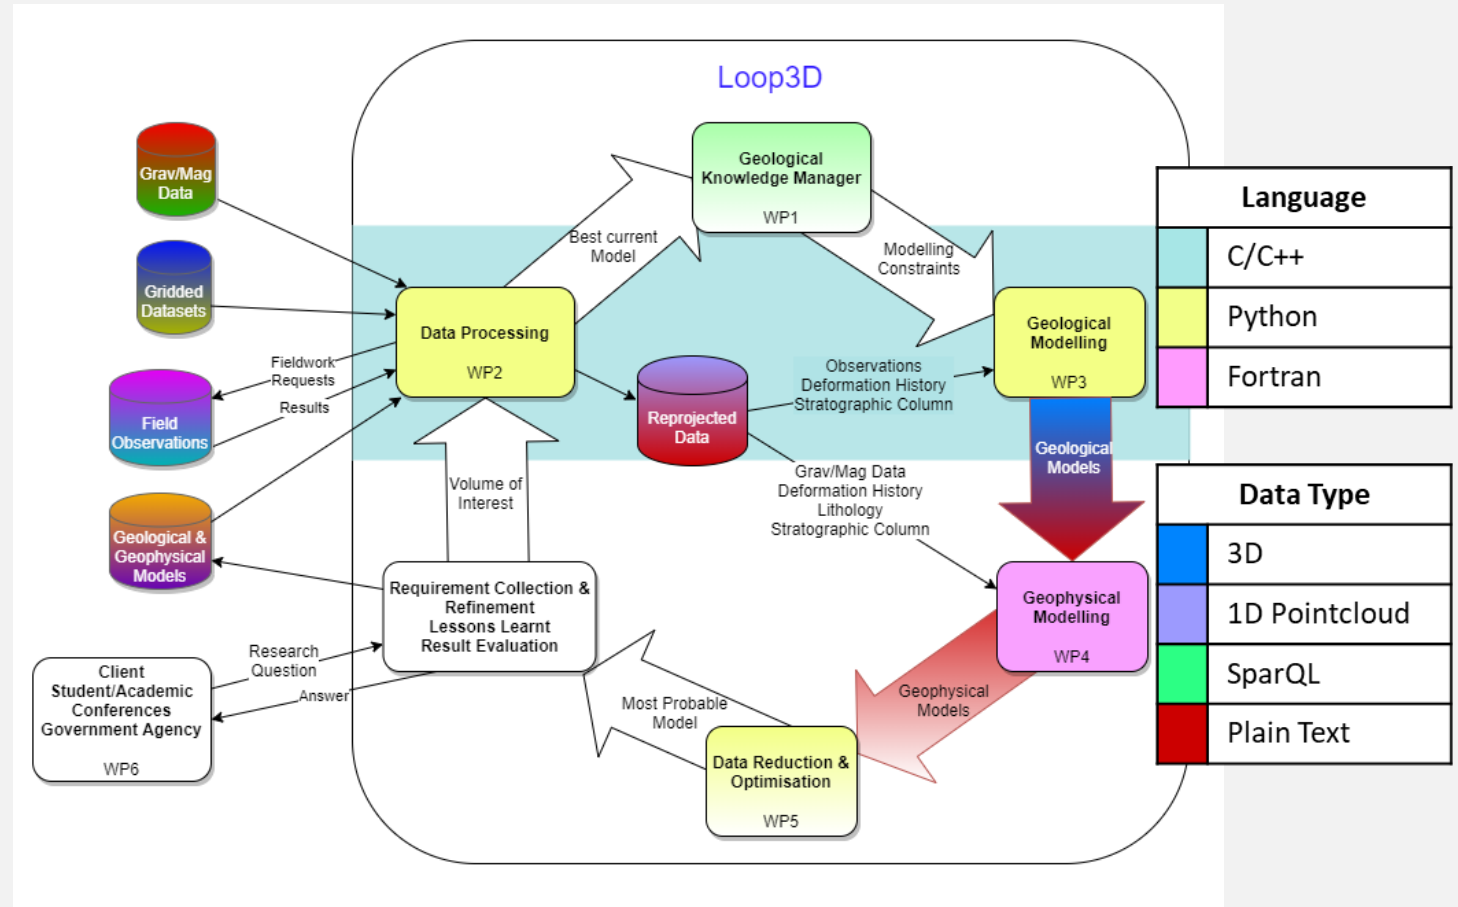 Loop3D
Grav/Mag
Data
Gridded
Datasets
Fieldwork
Requests
Results
Field
Observations
Geological &
Geophysical
Models
Client
Student/Academic
Conferences
Government Agency
WP6
Research
Question
Answer
Geological
Knowledge Manager
WP1
Best current
Model
Modelling
Constraints
Data Processing
WP2
Geological
Modelling
WP3
Reprojected
Data
Observations
Deformation History
Stratographic Column
Grav/Mag Data
Deformation History
Lithology
Stratographic Column
Geological
Models
Volume of
Interest
Requirement Collection &
Refinement
Lessons Learnt
Result Evaluation
Geophysical
Modelling
WP4
Geophysical
Models
Most Probable
Model
Data Reduction &
Optimisation
WP5
Language
C/C++
Python
Fortran
Data Type
3D
1D Pointcloud
SparQL
Plain Text